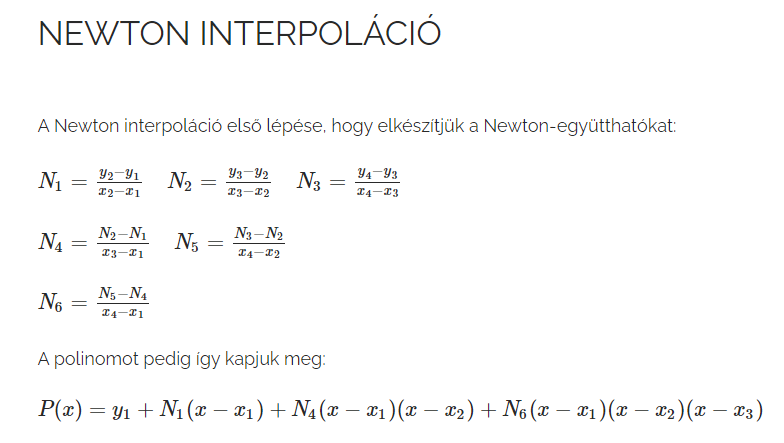 NEWTON INTERPOLÁCIÓ
A Newton interpoláció első lépése, hogy elkészítjük a Newton-együtthatókat:
$N_1 = \frac{y_2 - y_1}{x_2 - x_1} \quad N_2 = \frac{y_3 - y_2}{x_3 - x_2} \quad N_3 = \frac{y_4 - y_3}{x_4 - x_3}$
$N_4 = \frac{N_2 - N_1}{x_3 - x_1} \quad N_5 = \frac{N_3 - N_2}{x_4 - x_2}$
$N_6 = \frac{N_5 - N_4}{x_4 - x_1}$
A polinomot pedig így kapjuk meg:
$P(x) = y_1 + N_1(x - x_1) + N_4(x - x_1)(x - x_2) + N_6(x - x_1)(x - x_2)(x - x_3)$